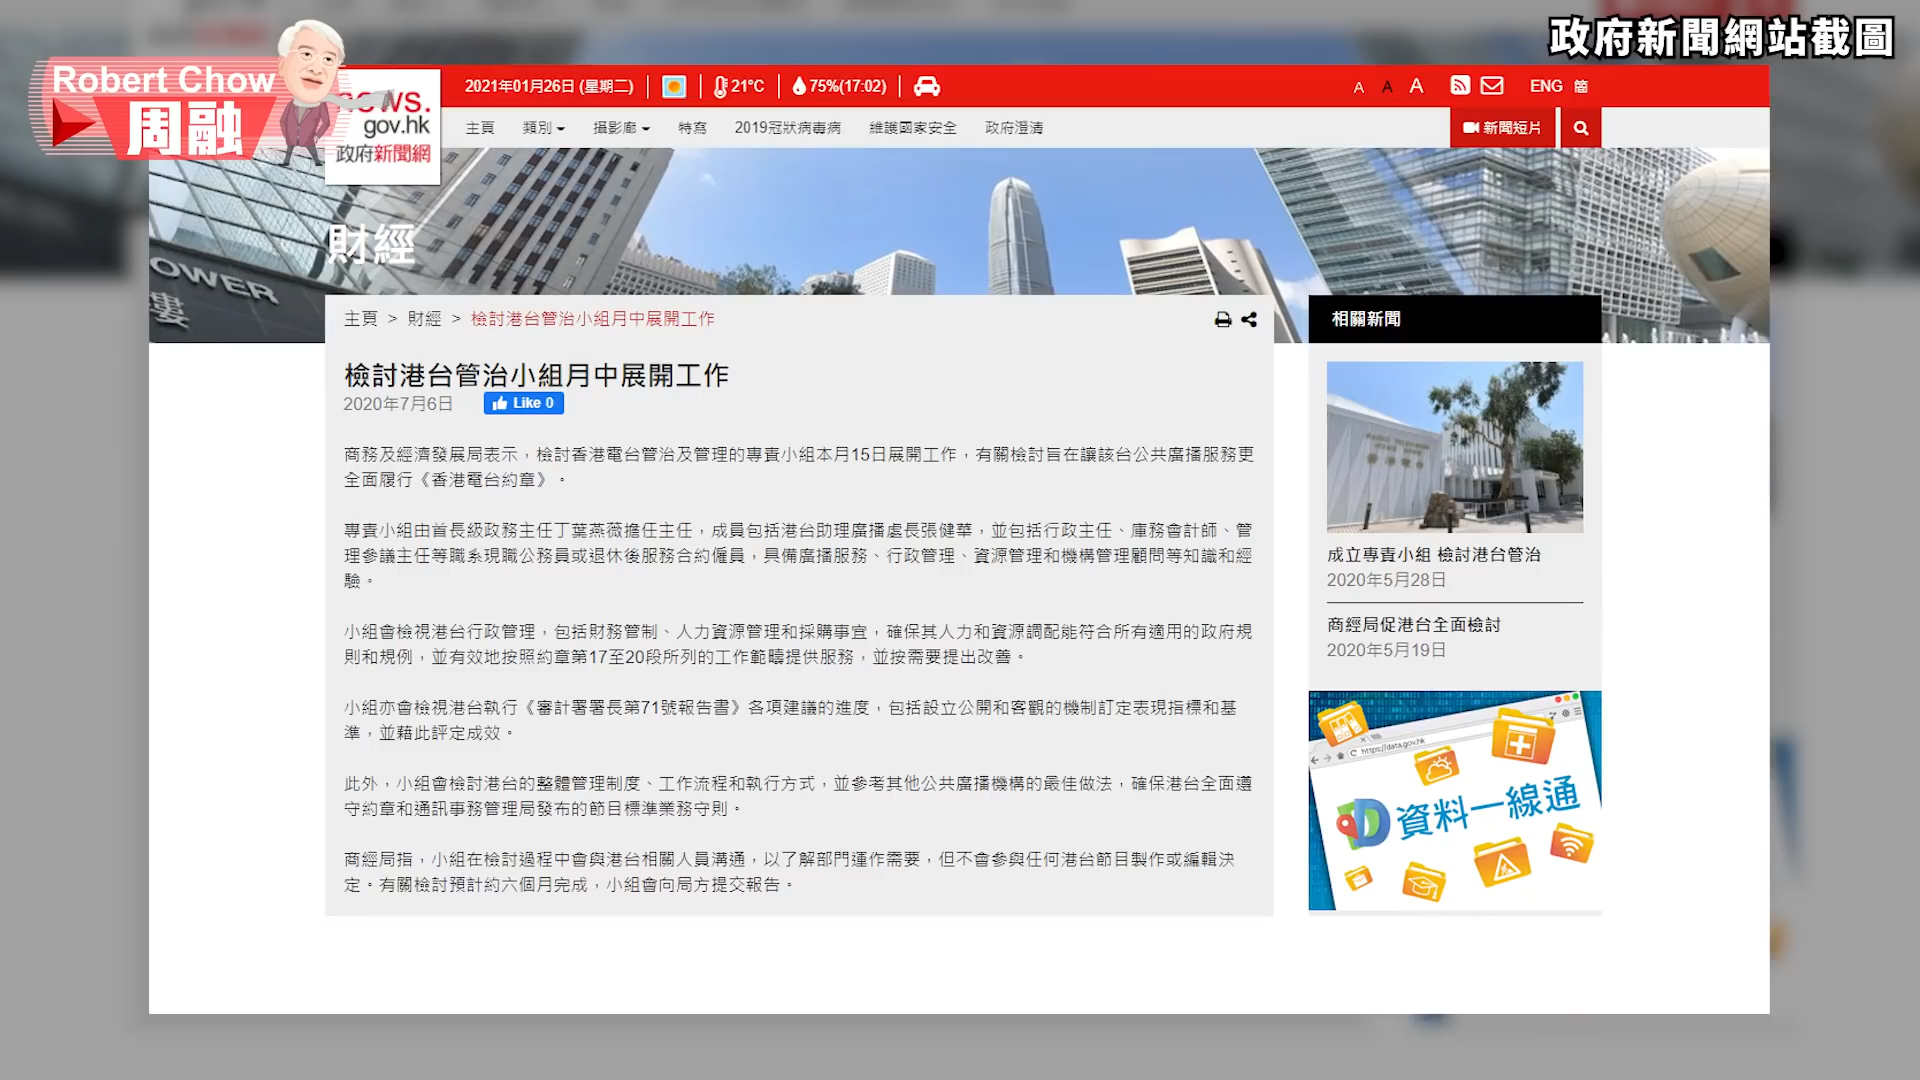 政府新聞網站截圖
Robert Chow
周融
news.
gov.hk
政府新聞網
2021年01月26日 (星期二)
21°C
75%(17:02)
A A A
ENG 簡
主頁 類別 攝影廊 特寫 2019冠狀病毒病 維護國家安全 政府澄清
新聞短片
OWER
財經
主頁 > 財經 > 檢討港台管治小組月中展開工作
檢討港台管治小組月中展開工作
2020年7月6日
Like 0
商務及經濟發展局表示，檢討香港電台管治及管理的專責小組本月15日展開工作，有關檢討旨在讓該台公共廣播服務更
全面履行《香港電台約章》。
專責小組由首長級政務主任丁葉燕薇擔任主任，成員包括港台助理廣播處長張健華，並包括行政主任、庫務會計師、管
理參議主任等職系現職公務員或退休後服務合約僱員，具備廣播服務、行政管理、資源管理和機構管理顧問等知識和經
驗。
小組會檢視港台行政管理，包括財務管制、人力資源管理和採購事宜，確保其人力和資源調配能符合所有適用的政府規
則和規例，並有效地按照約章第17至20段所列的工作範疇提供服務，並按需要提出改善。
小組亦會檢視港台執行《審計署署長第71號報告書》各項建議的進度，包括設立公開和客觀的機制訂定表現指標和基
準，並藉此評定成效。
此外，小組會檢討港台的整體管理制度、工作流程和執行方式，並參考其他公共廣播機構的最佳做法，確保港台全面遵
守約章和通訊事務管理局發布的節目標準業務守則。
商經局指，小組在檢討過程中會與港台相關人員溝通，以了解部門運作需要，但不會參與任何港台節目製作或編輯決
定。有關檢討預計約六個月完成，小組會向局方提交報告。
相關新聞
成立專責小組 檢討港台管治
2020年5月28日
商經局促港台全面檢討
2020年5月19日
https://data.gov.hk
資料一線通